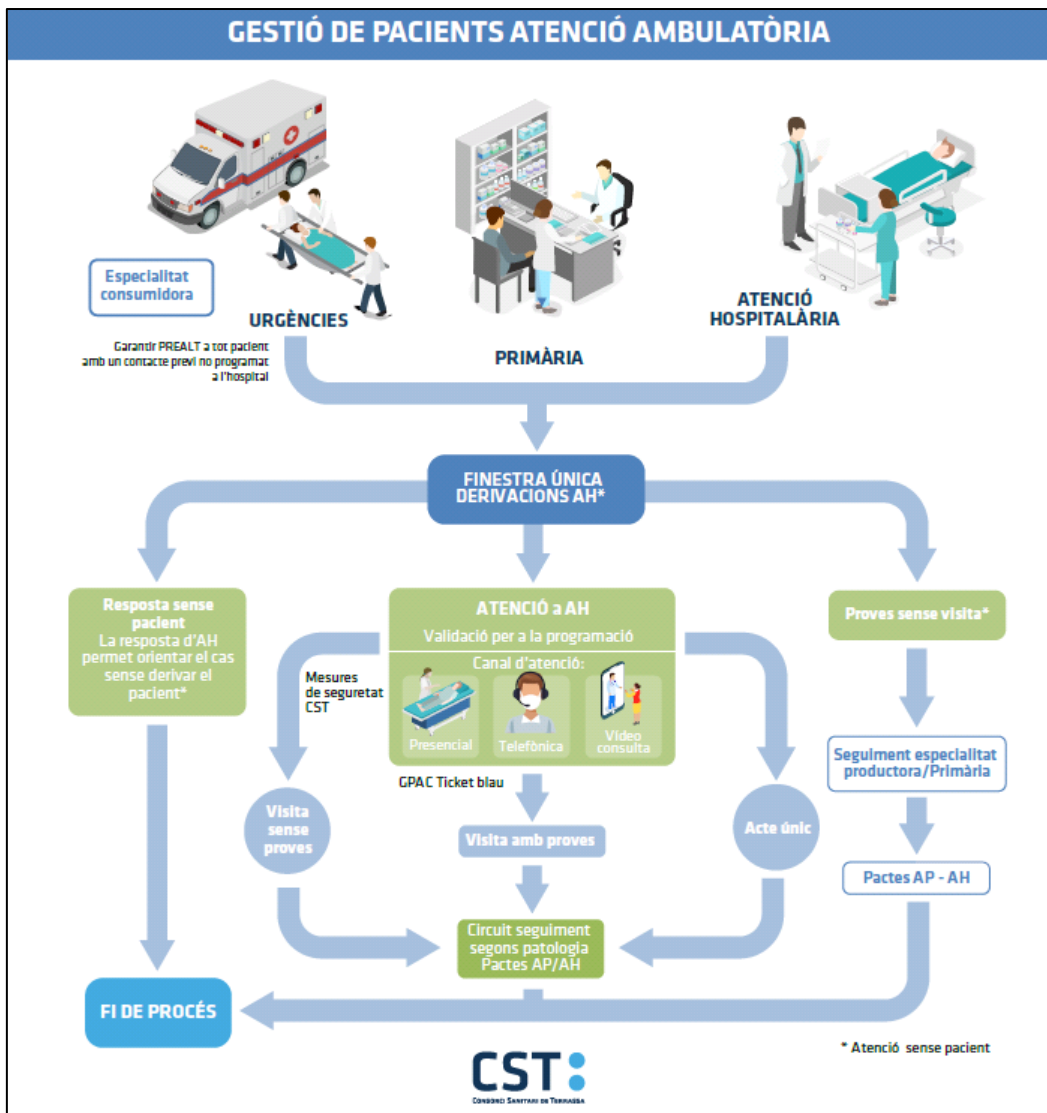 GESTIÓ DE PACIENTS ATENCIÓ AMBULATÒRIA
Especialitat
consumidora
URGÈNCIES
Garantir PREALT a tot pacient
amb un contacte previ no programat
a l'hospital
PRIMÀRIA
ATENCIÓ
HOSPITALÀRIA
FINESTRA ÚNICA
DERIVACIONS AH*
Resposta sense
pacient
La resposta d'AH
permet orientar el cas
sense derivar el
pacient*
ATENCIÓ a AH
Validació per a la programació
Canal d'atenció:
Presencial
Telefònica
Vídeo
consulta
Proves sense visita*
Mesures
de seguretat
CST
GPAC Ticket blau
Seguiment especialitat
productora/Primària
Visita
sense
proves
Visita amb proves
Acte únic
Pactes AP - AH
Circuit seguiment
segons patologia
Pactes AP/AH
FI DE PROCÉS
* Atenció sense pacient
CST
CONSORCI SANITARI DE TERRASSA